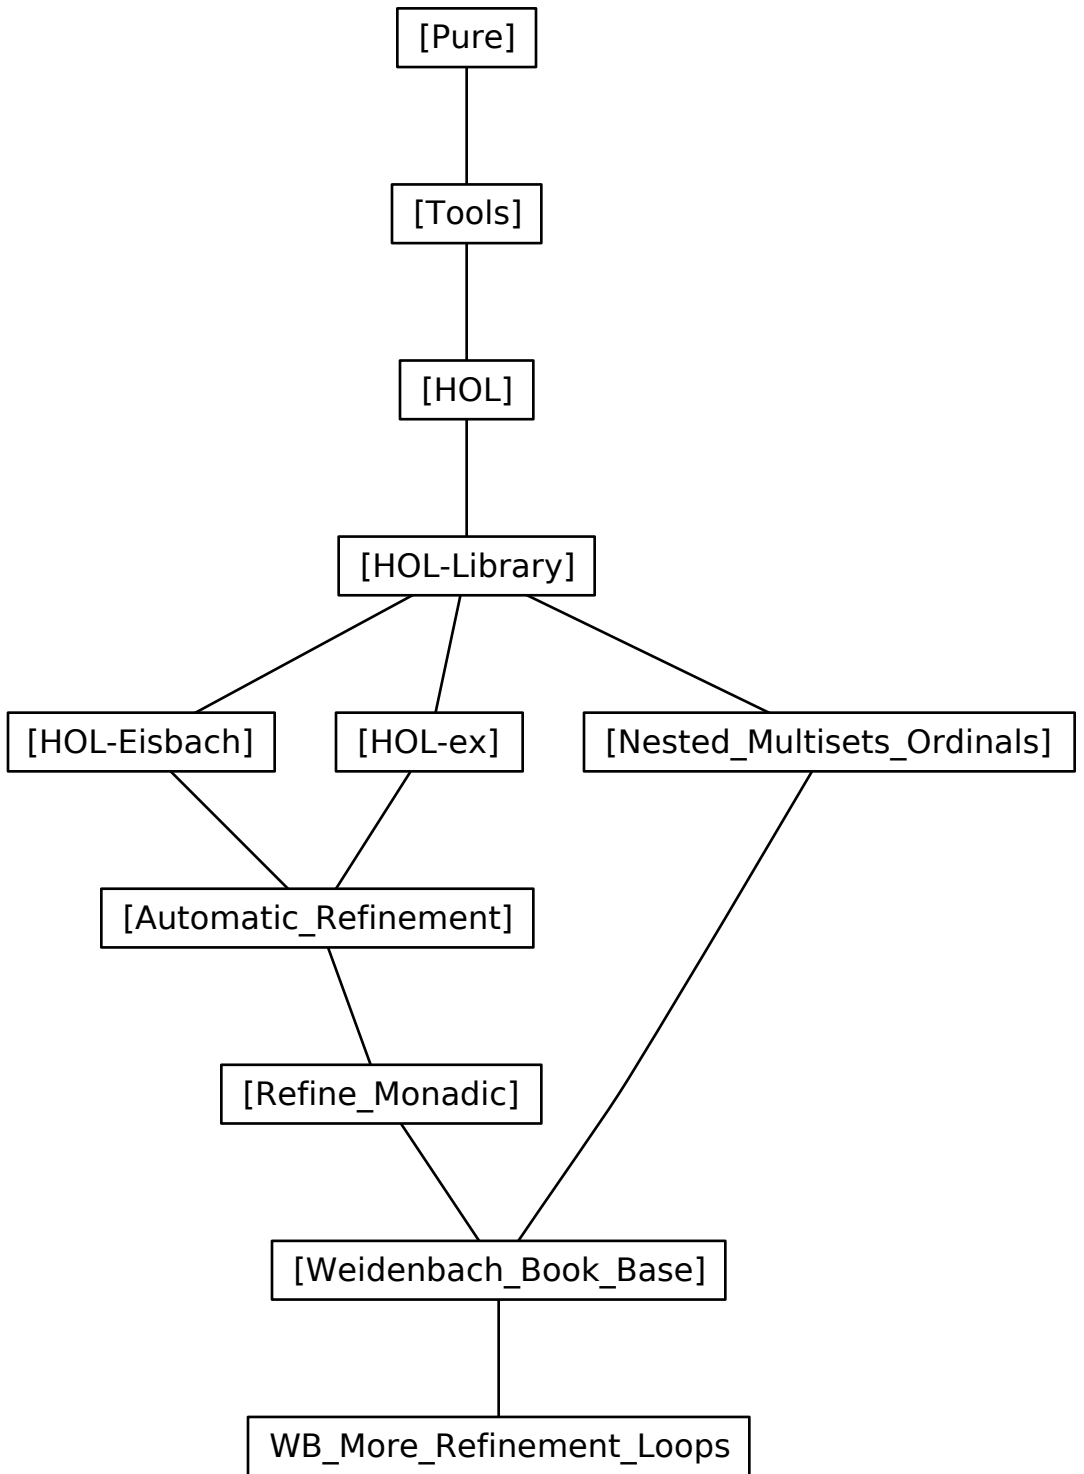 [Pure]
[Tools]
[HOL]
[HOL-Library]
[HOL-Eisbach]
[HOL-ex]
[Nested_Multisets_Ordinals]
[Automatic_Refinement]
[Refine_Monadic]
[Weidenbach_Book_Base]
WB_More_Refinement_Loops